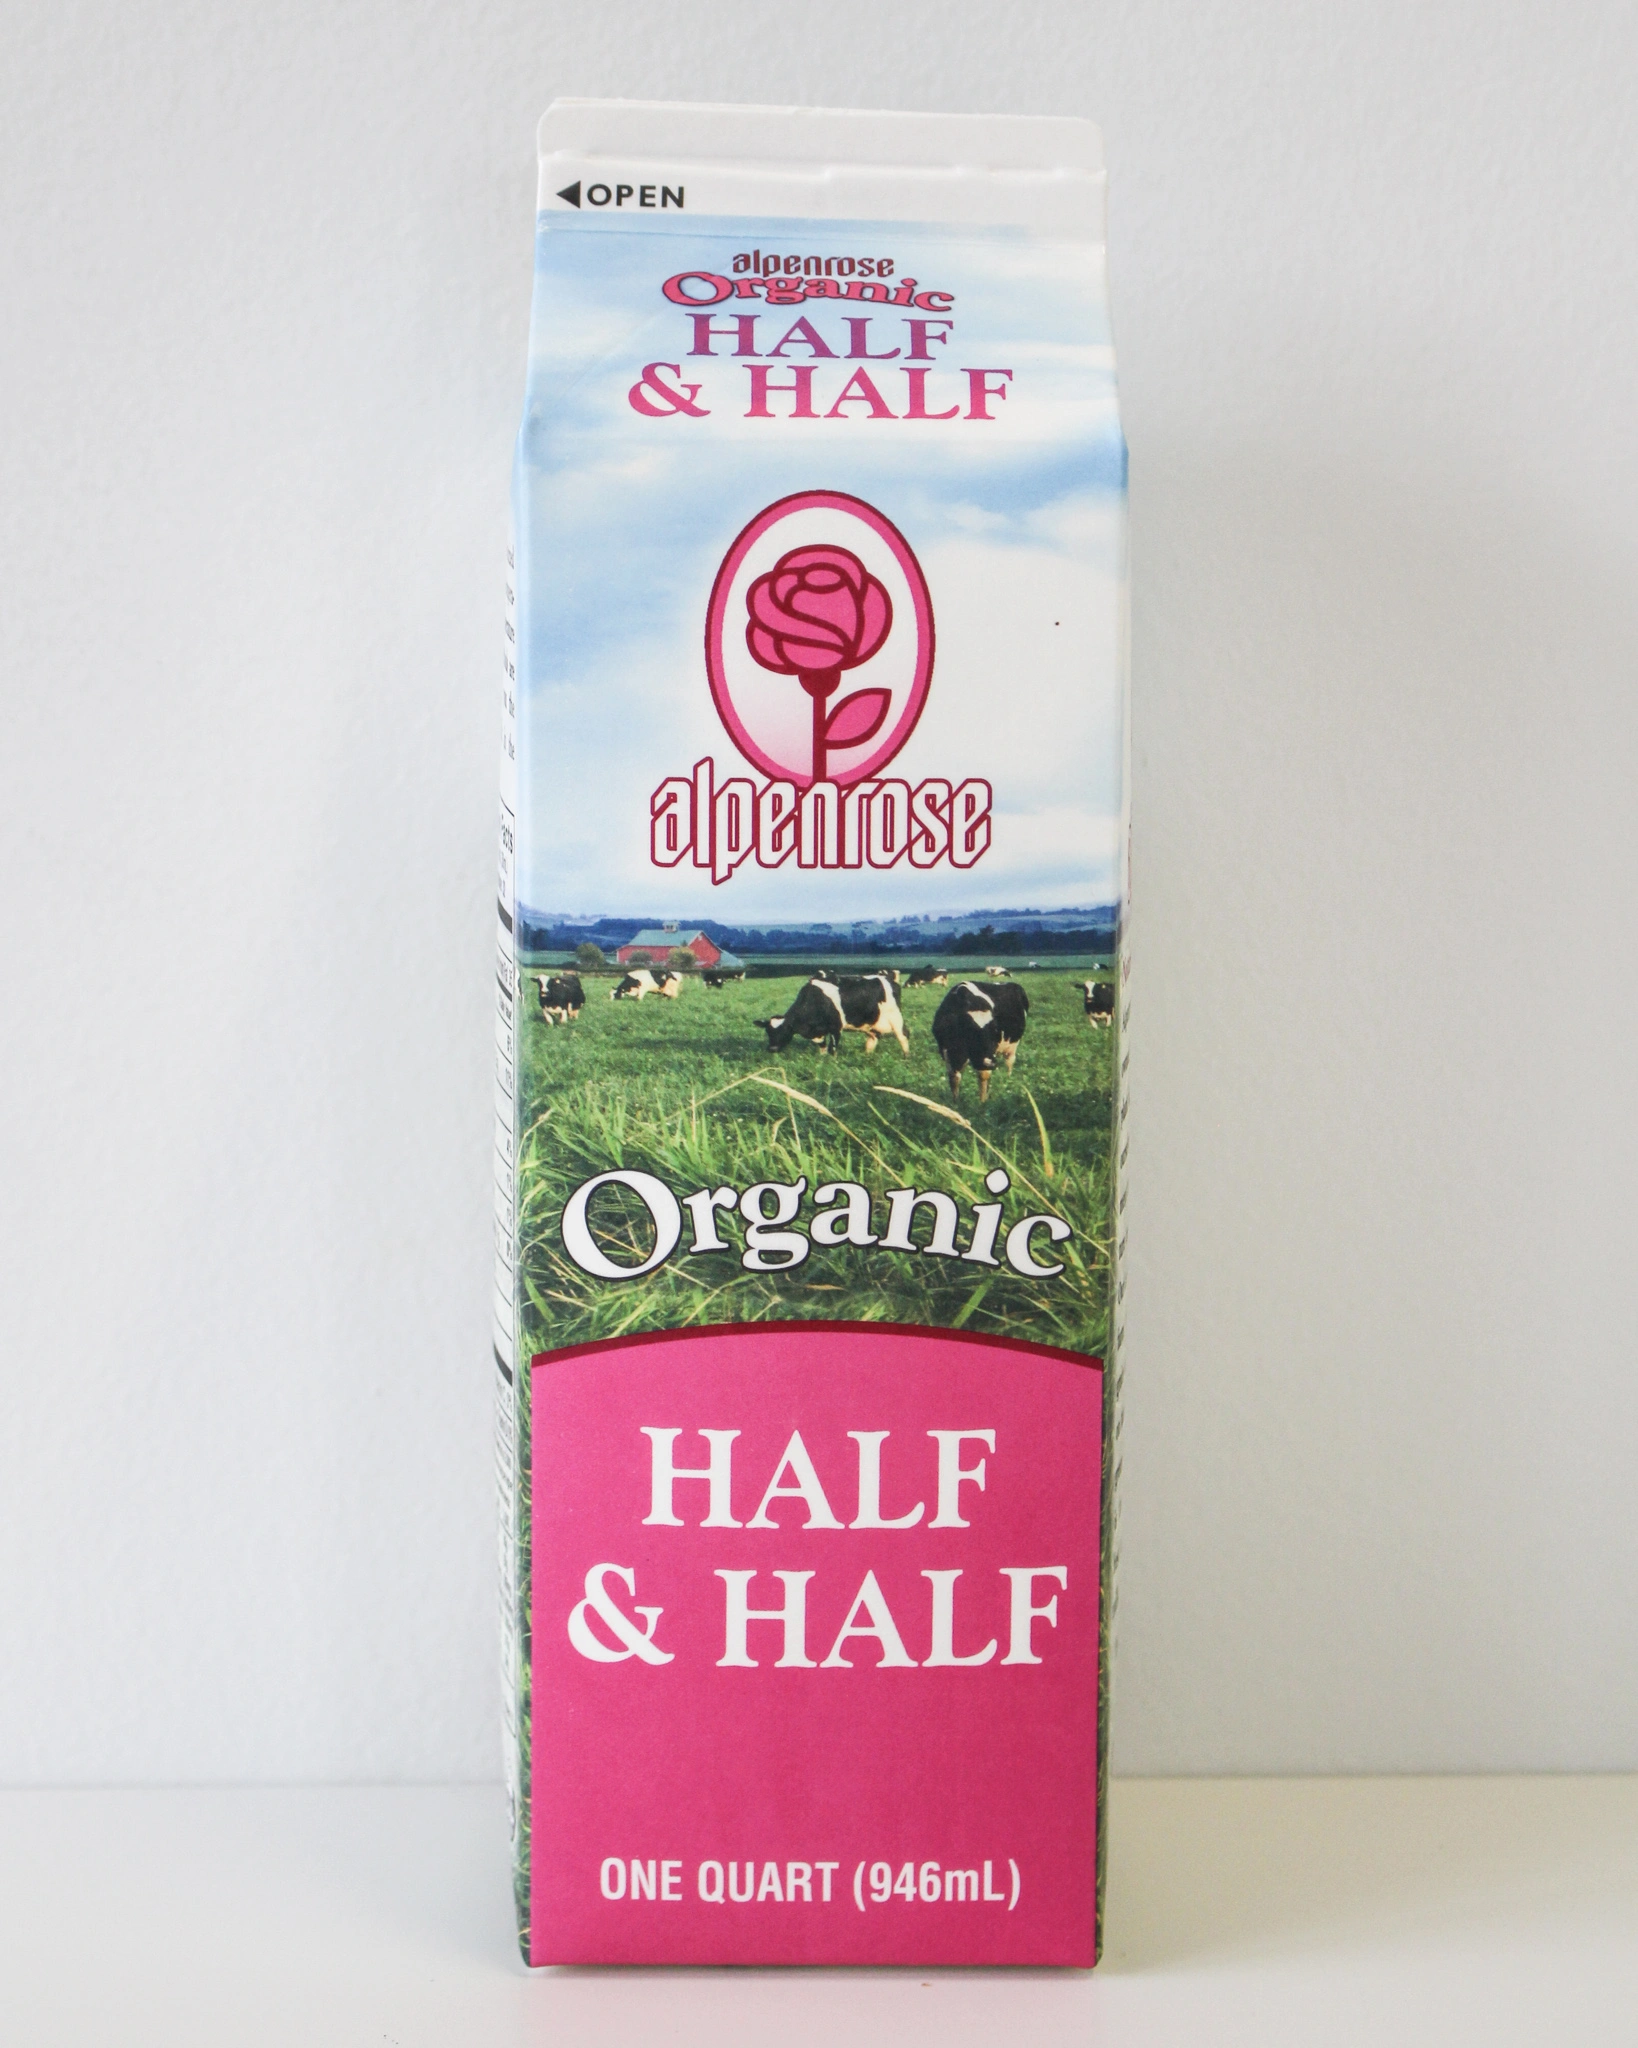 ◀OPEN
alpenrose
Organic
HALF
& HALF
alpenrose
Organic
HALF
& HALF
ONE QUART (946mL)